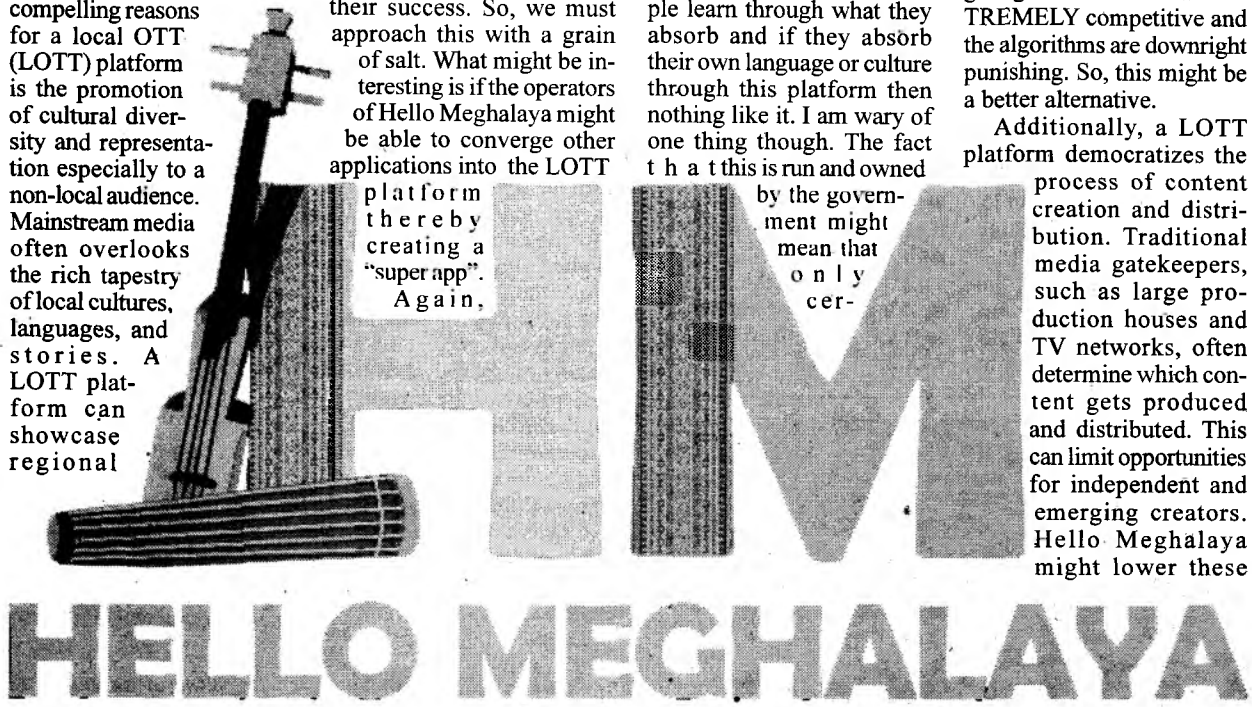 compelling reasons
for a local OTT
(LOTT) platform
is the promotion
of cultural diver-
sity and representa-
tion especially to a
non-local audience.
Mainstream media
often overlooks
the rich tapestry
of local cultures,
languages, and
stories. A
LOTT plat-
form can
showcase
regional
their success. So, we must
approach this with a grain
of salt. What might be in-
teresting is if the operators
of Hello Meghalaya might
be able to converge other
applications into the LOTT
platform
thereby
creating a
“super app”.
Again,
ple learn through what they
absorb and if they absorb
their own language or culture
through this platform then
nothing like it. I am wary of
one thing though. The fact
that this is run and owned
by the govern-
ment might
mean that
only
cer-
TREMELY competitive and
the algorithms are downright
punishing. So, this might be
a better alternative.
Additionally, a LOTT
platform democratizes the
process of content
creation and distri-
bution. Traditional
media gatekeepers,
such as large pro-
duction houses and
TV networks, often
determine which con-
tent gets produced
and distributed. This
can limit opportunities
for independent and
emerging creators.
Hello Meghalaya
might lower these
HM
HELLO MEGHALAYA